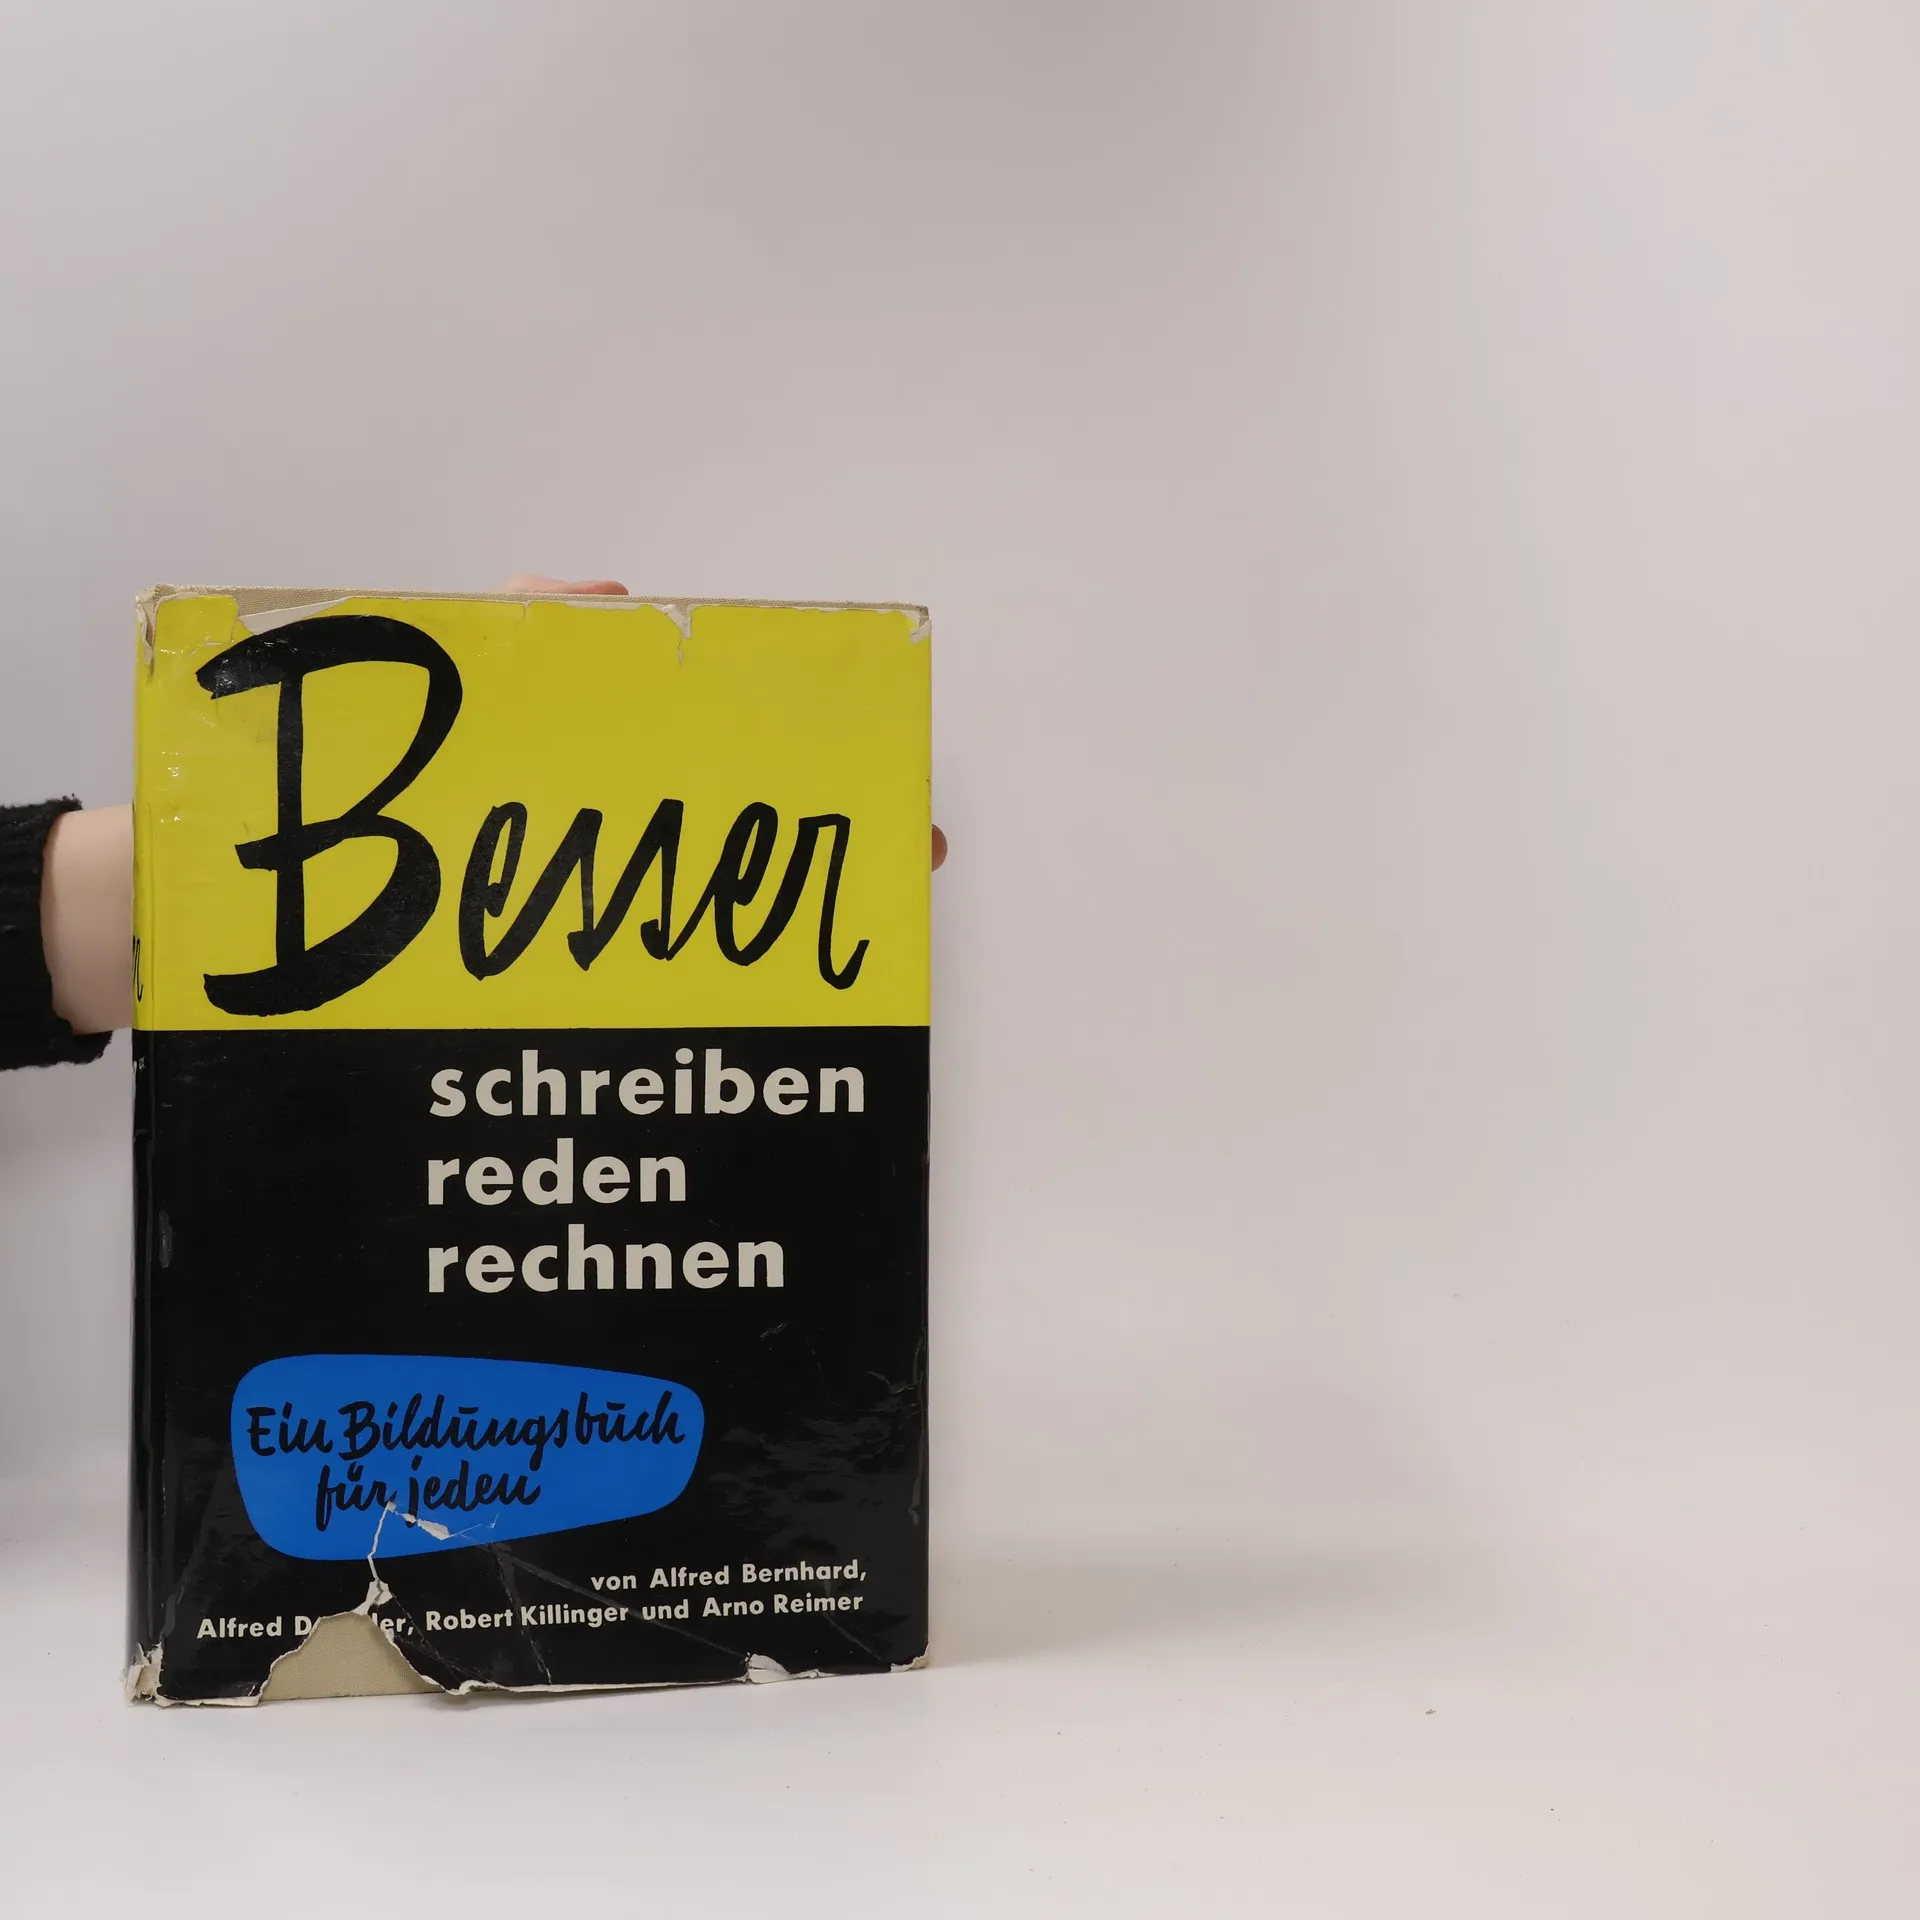 Besser
schreiben
reden
rechnen
Ein Bildungsbuch
für jeden
von Alfred Bernhard,
Alfred ler, Robert Killinger und Arno Reimer